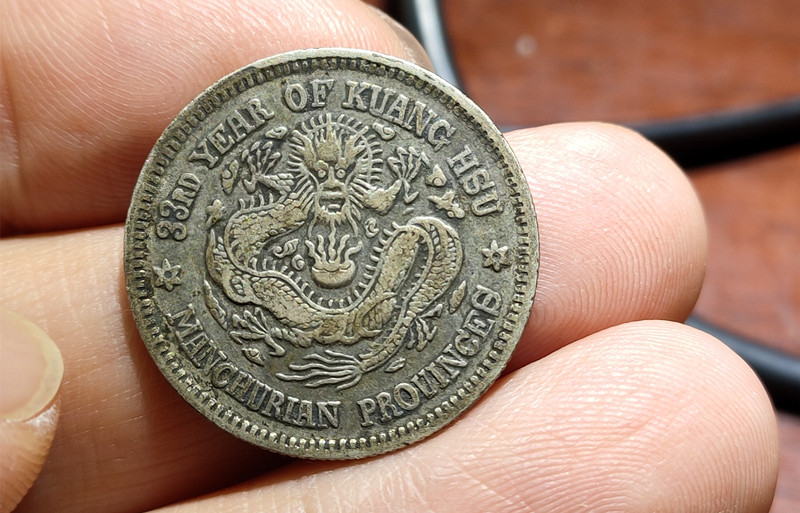 33RD YEAR OF KUANG HSU
MANCHURIAN PROVINCES